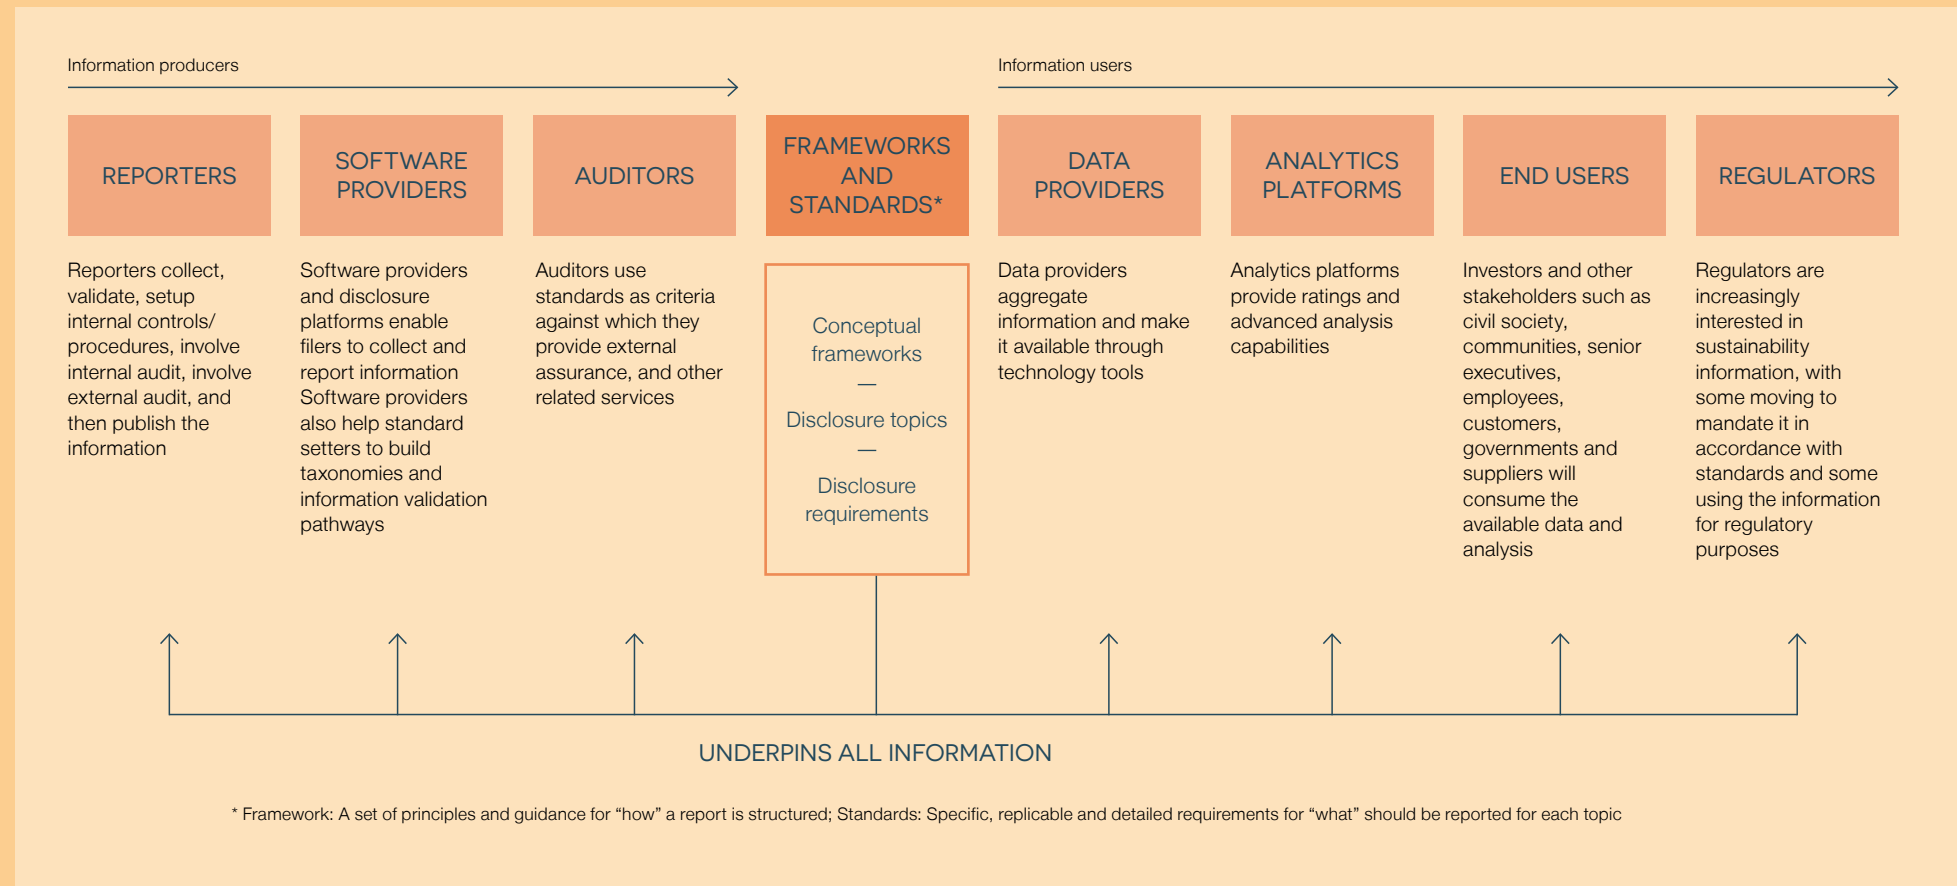 Information producers
Information users
REPORTERS
SOFTWARE
PROVIDERS
AUDITORS
FRAMEWORKS
AND
STANDARDS*
DATA
PROVIDERS
ANALYTICS
PLATFORMS
END USERS
REGULATORS
Reporters collect,
validate, setup
internal controls/
procedures, involve
internal audit, involve
external audit, and
then publish the
information
Software providers
and disclosure
platforms enable
filers to collect and
report information
Software providers
also help standard
setters to build
taxonomies and
information validation
pathways
Auditors use
standards as criteria
against which they
provide external
assurance, and other
related services
Conceptual
frameworks
—
Disclosure topics
—
Disclosure
requirements
Data providers
aggregate
information and make
it available through
technology tools
Analytics platforms
provide ratings and
advanced analysis
capabilities
Investors and other
stakeholders such as
civil society,
communities, senior
executives,
employees,
customers,
governments and
suppliers will
consume the
available data and
analysis
Regulators are
increasingly
interested in
sustainability
information, with
some moving to
mandate it in
accordance with
standards and some
using the information
for regulatory
purposes
UNDERPINS ALL INFORMATION
* Framework: A set of principles and guidance for “how” a report is structured; Standards: Specific, replicable and detailed requirements for “what” should be reported for each topic